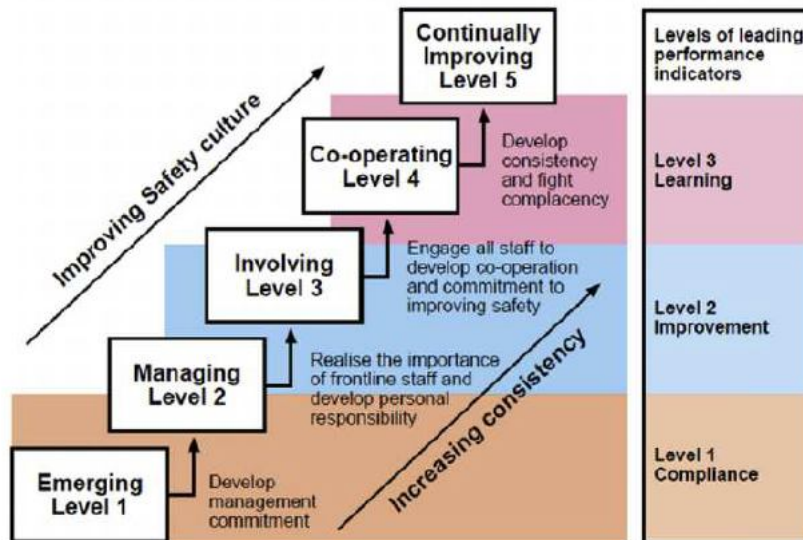 Continually
Improving
Level 5
Levels of leading
performance
indicators
Improving Safety culture
Co-operating
Level 4
Develop
consistency
and fight
complacency
Level 3
Learning
Involving
Level 3
Engage all staff to
develop co-operation
and commitment to
improving safety
Level 2
Improvement
Managing
Level 2
Realise the importance
of frontline staff and
develop personal
responsibility
Increasing consistency
Emerging
Level 1
Develop
management
commitment
Level 1
Compliance